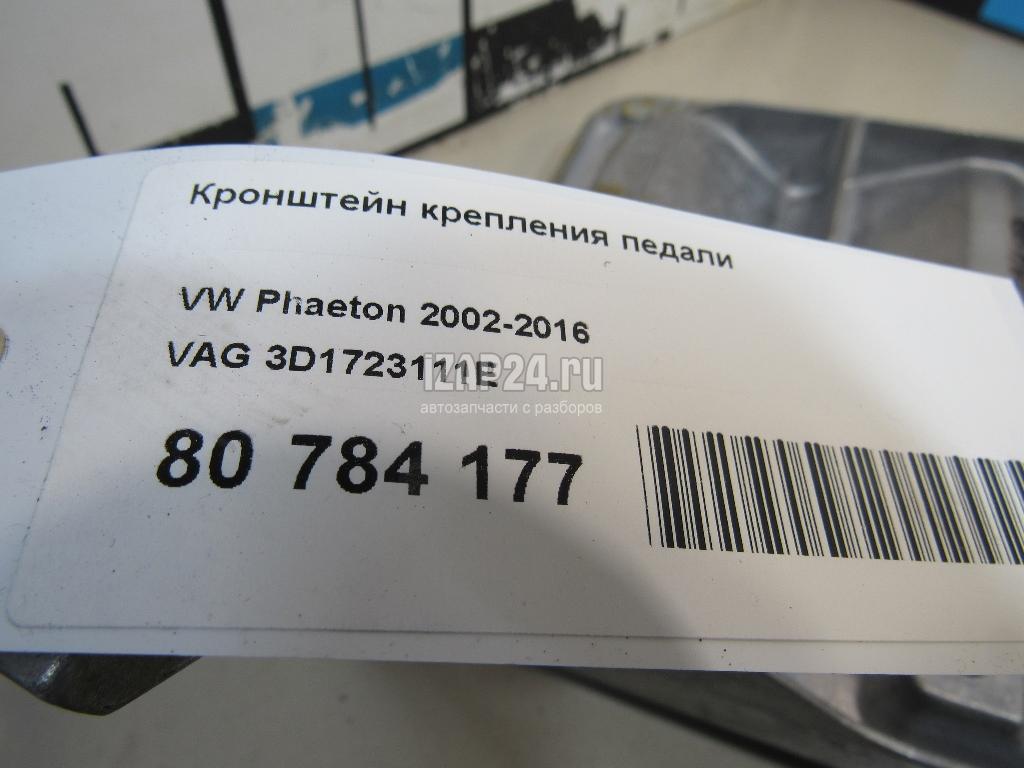 Кронштейн крепления педали
VW Phaeton 2002-2016
VAG 3D1723111E
iZAP24.ru
автозапчасти с разборов
80 784 177